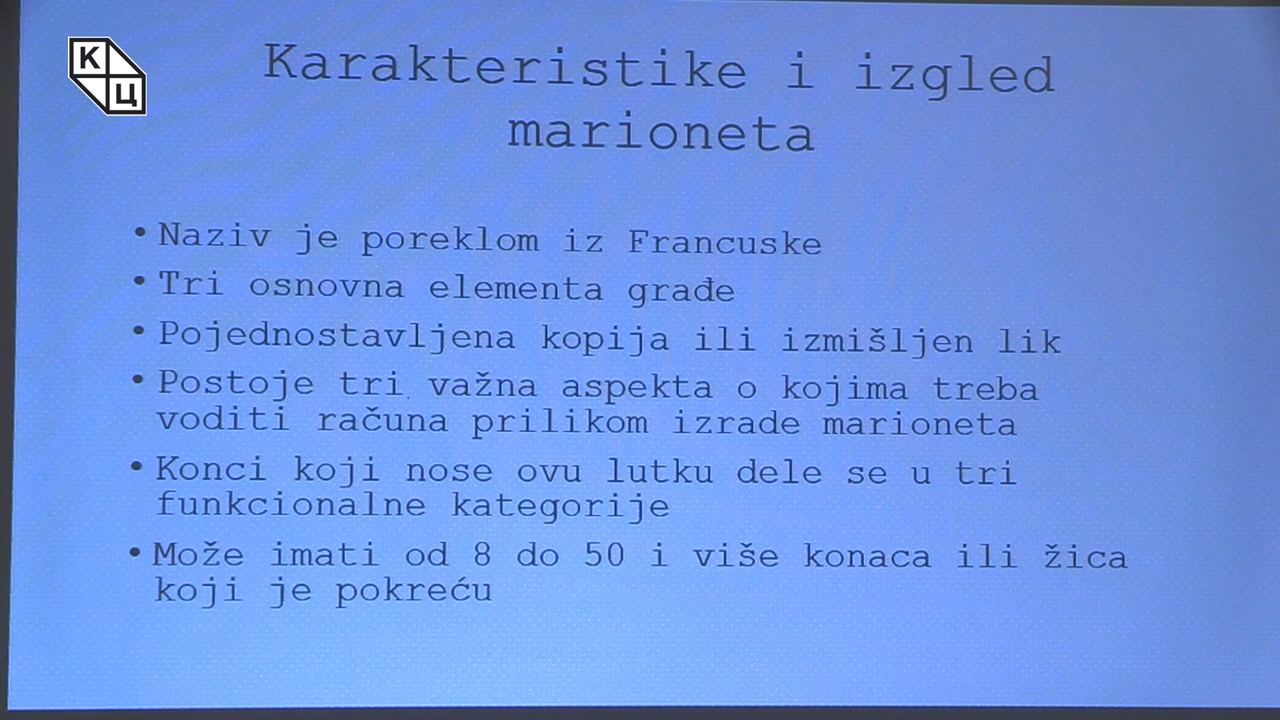 К
Ц
Karakteristike i izgled
marioneta
• Naziv je poreklom iz Francuske
• Tri osnovna elementa građe
• Pojednostavljena kopija ili izmišljen lik
• Postoje tri važna aspekta o kojima treba
voditi računa prilikom izrade marioneta
• Konci koji nose ovu lutku dele se u tri
funkcionalne kategorije
• Može imati od 8 do 50 i više konaca ili žica
koji je pokreću